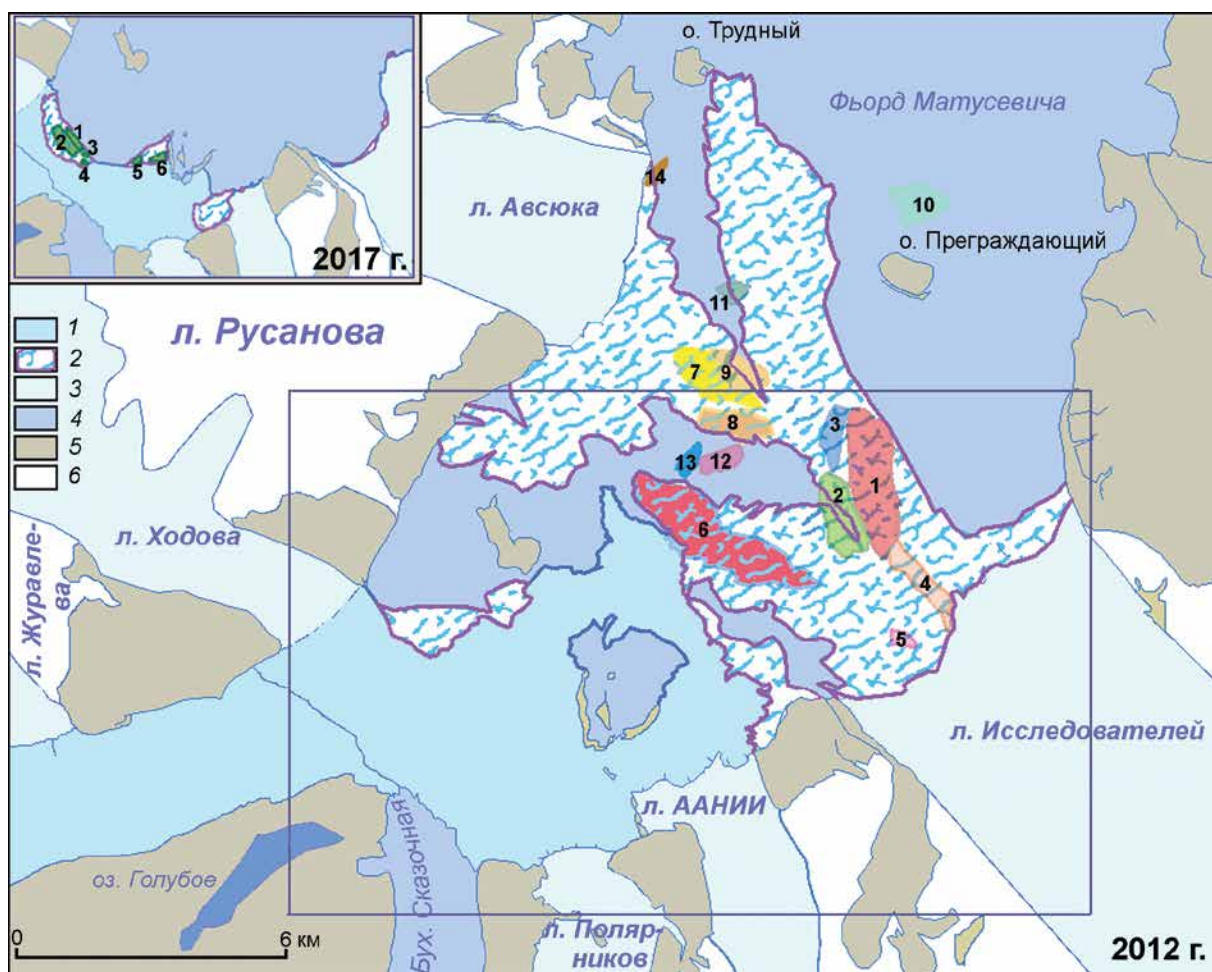 о. Трудный
Фьорд Матусевича
1
2
3
4
5
6
2017 г.
14
л. Авсюка
10
о. Преграждающий
11
л. Русанова
1
2
3
4
5
6
7
9
8
3
13
12
2
1
6
4
5
л. Ходова
л. Журавле-
ва
л. Исследователей
л. ААНИИ
оз. Голубое
Бух. Сказочная
л. Поляр-
ников
0
6 км
2012 г.